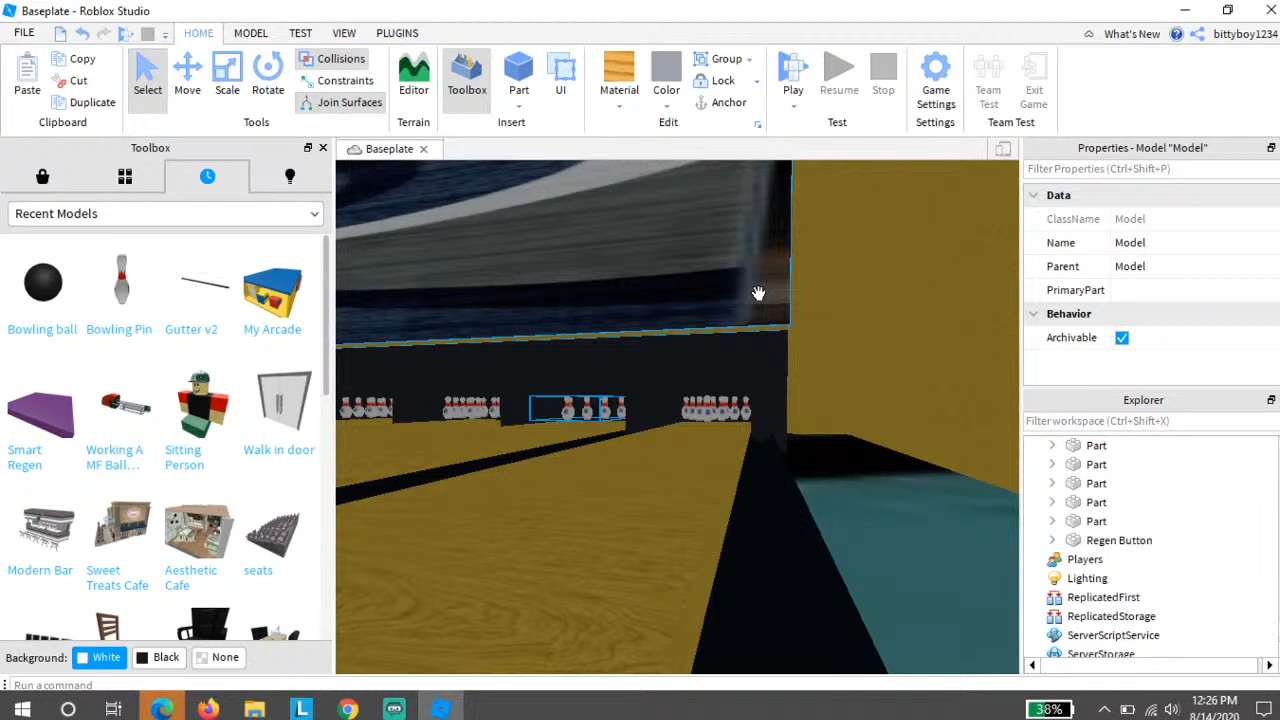 Baseplate - Roblox Studio
FILE HOME MODEL TEST VIEW PLUGINS What's New bittyboy1234
Paste Copy Cut Duplicate Clipboard
Select Move Scale Rotate Collisions Constraints Join Surfaces Tools
Editor Terrain
Toolbox Part UI Insert
Material Color Group Lock Anchor Edit
Play Resume Stop Test
Game Settings Settings
Team Test Exit Game Team Test
Toolbox
Recent Models
Bowling ball Bowling Pin Gutter v2 My Arcade
Smart Regen Working A MF Ball... Sitting Person Walk in door
Modern Bar Sweet Treats Cafe Aesthetic Cafe seats
Background: White Black None
Run a command
Baseplate
Properties - Model "Model"
Filter Properties (Ctrl+Shift+P)
Data
ClassName Model
Name Model
Parent Model
PrimaryPart
Behavior
Archivable
Explorer
Filter workspace (Ctrl+Shift+X)
Part
Part
Part
Part
Part
Regen Button
Players
Lighting
ReplicatedFirst
ReplicatedStorage
ServerScriptService
ServerStorage
38%
12:26 PM
8/14/2020